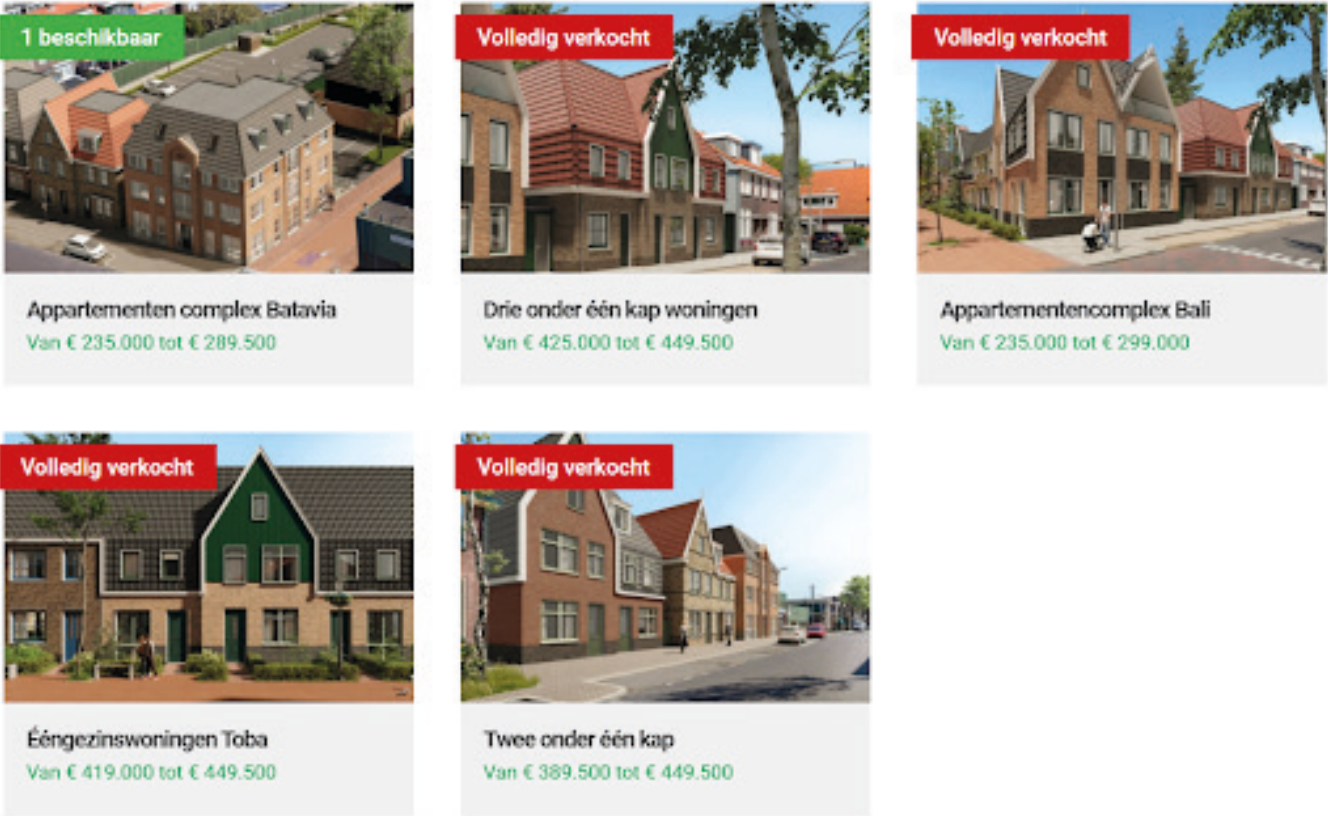 1 beschikbaar
Volledig verkocht
Volledig verkocht
Appartementen complex Batavia
Van € 235.000 tot € 289.500
Drie onder één kap woningen
Van € 425.000 tot € 449.500
Appartementencomplex Bali
Van € 235.000 tot € 299.000
Volledig verkocht
Volledig verkocht
Ééngezinswoningen Toba
Van € 419.000 tot € 449.500
Twee onder één kap
Van € 389.500 tot € 449.500